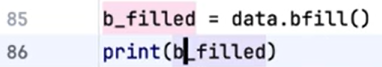 85 b_filled = data.bfill()
86 print(b_filled)